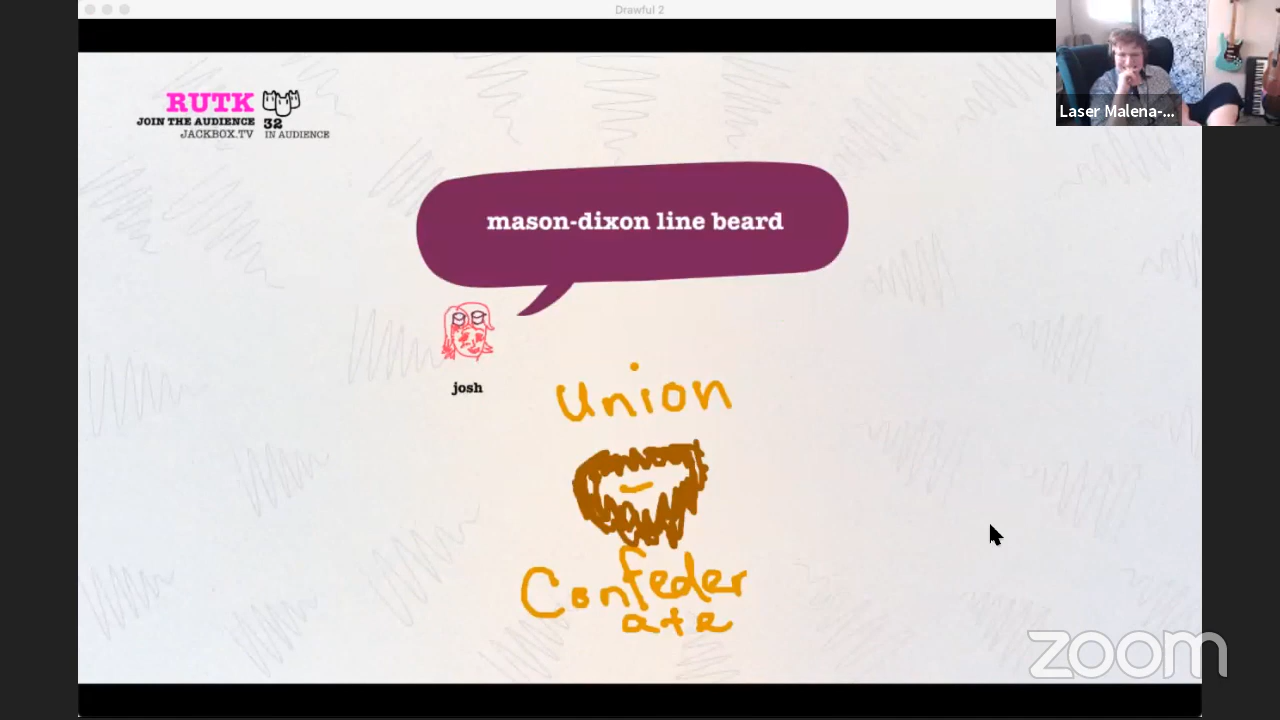 Drawful 2
RUTK
JOIN THE AUDIENCE
JACKBOX.TV
32
IN AUDIENCE
Laser Malena-...
mason-dixon line beard
josh
Union
Confeder
ate
zoom